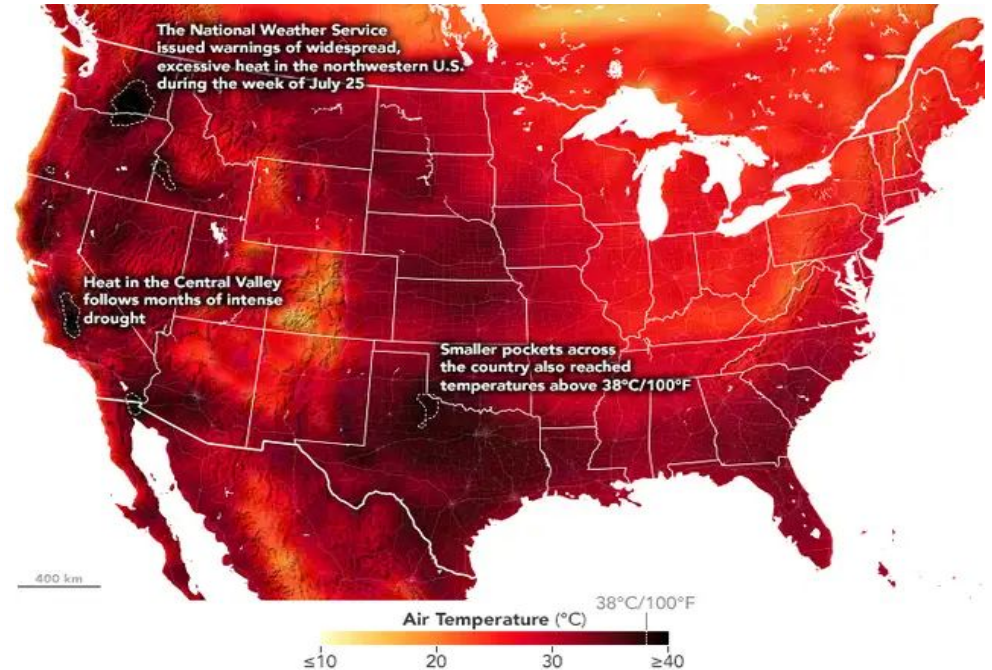 The National Weather Service
issued warnings of widespread,
excessive heat in the northwestern U.S.
during the week of July 25
Heat in the Central Valley
follows months of intense
drought
Smaller pockets across
the country also reached
temperatures above 38°C/100°F
400 km
38°C/100°F
Air Temperature (°C)
≤10 20 30 ≥40